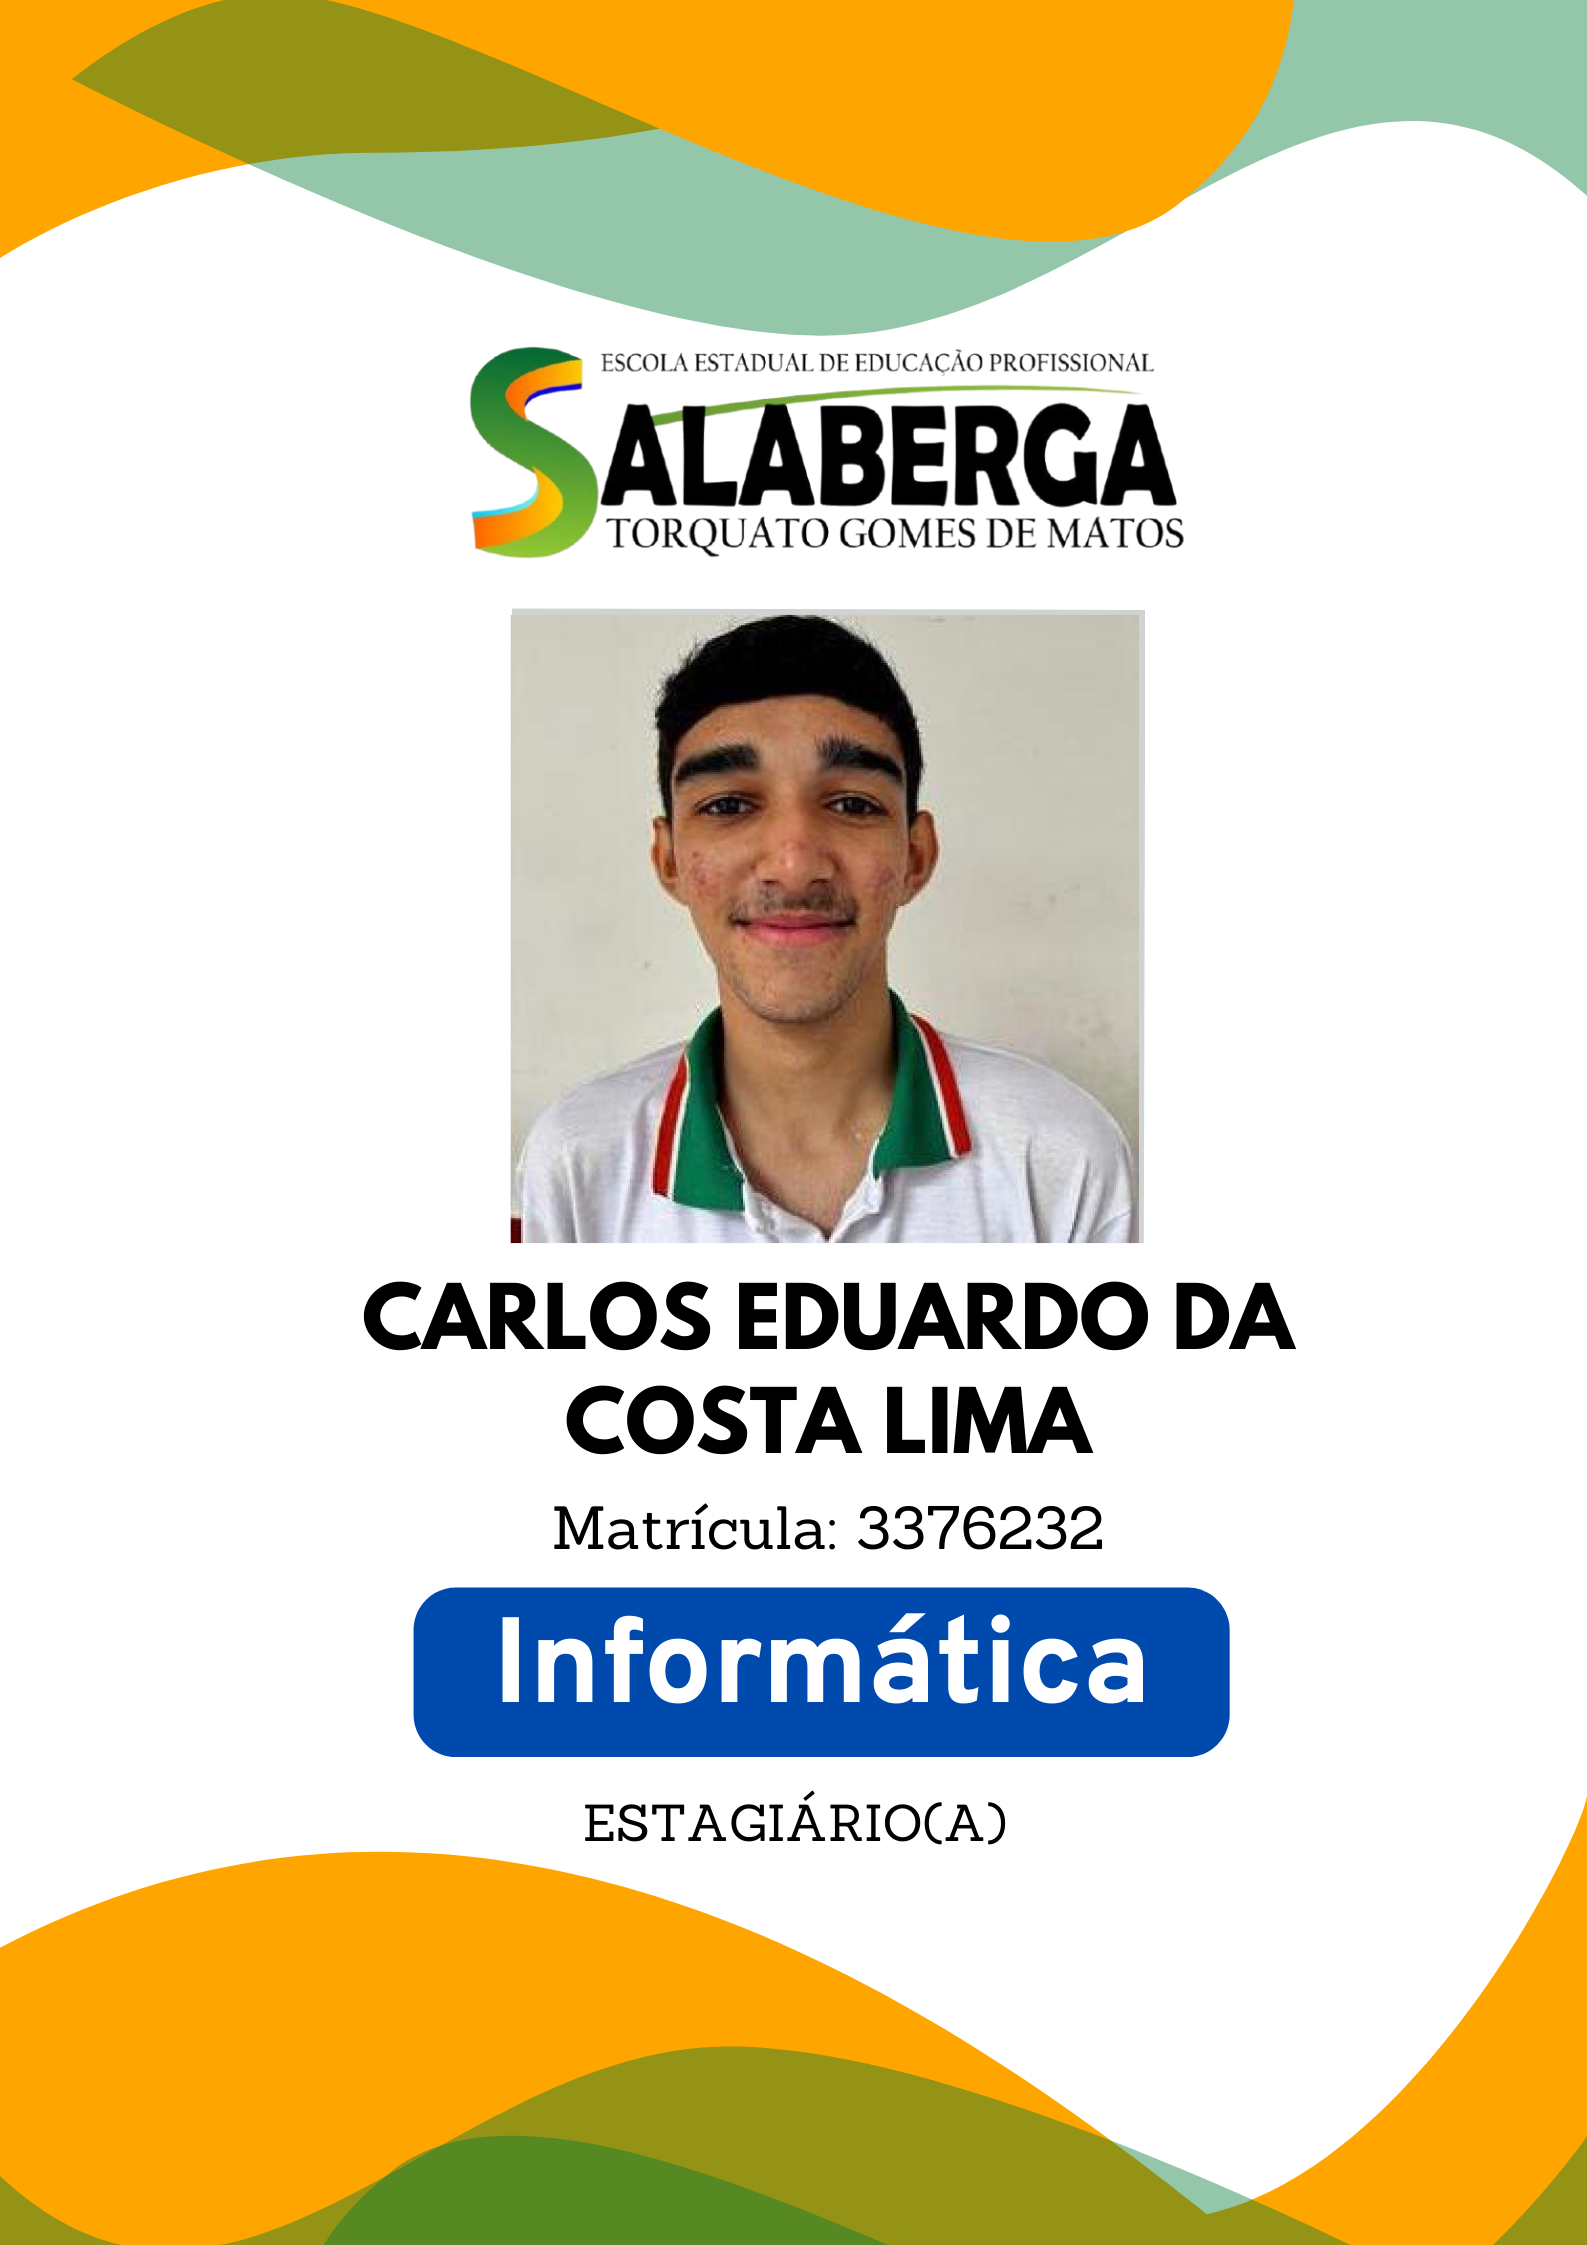 ESCOLA ESTADUAL DE EDUCAÇÃO PROFISSIONAL
SALABERGA
TORQUATO GOMES DE MATOS
CARLOS EDUARDO DA
COSTA LIMA
Matrícula: 3376232
Informática
ESTAGIÁRIO(A)